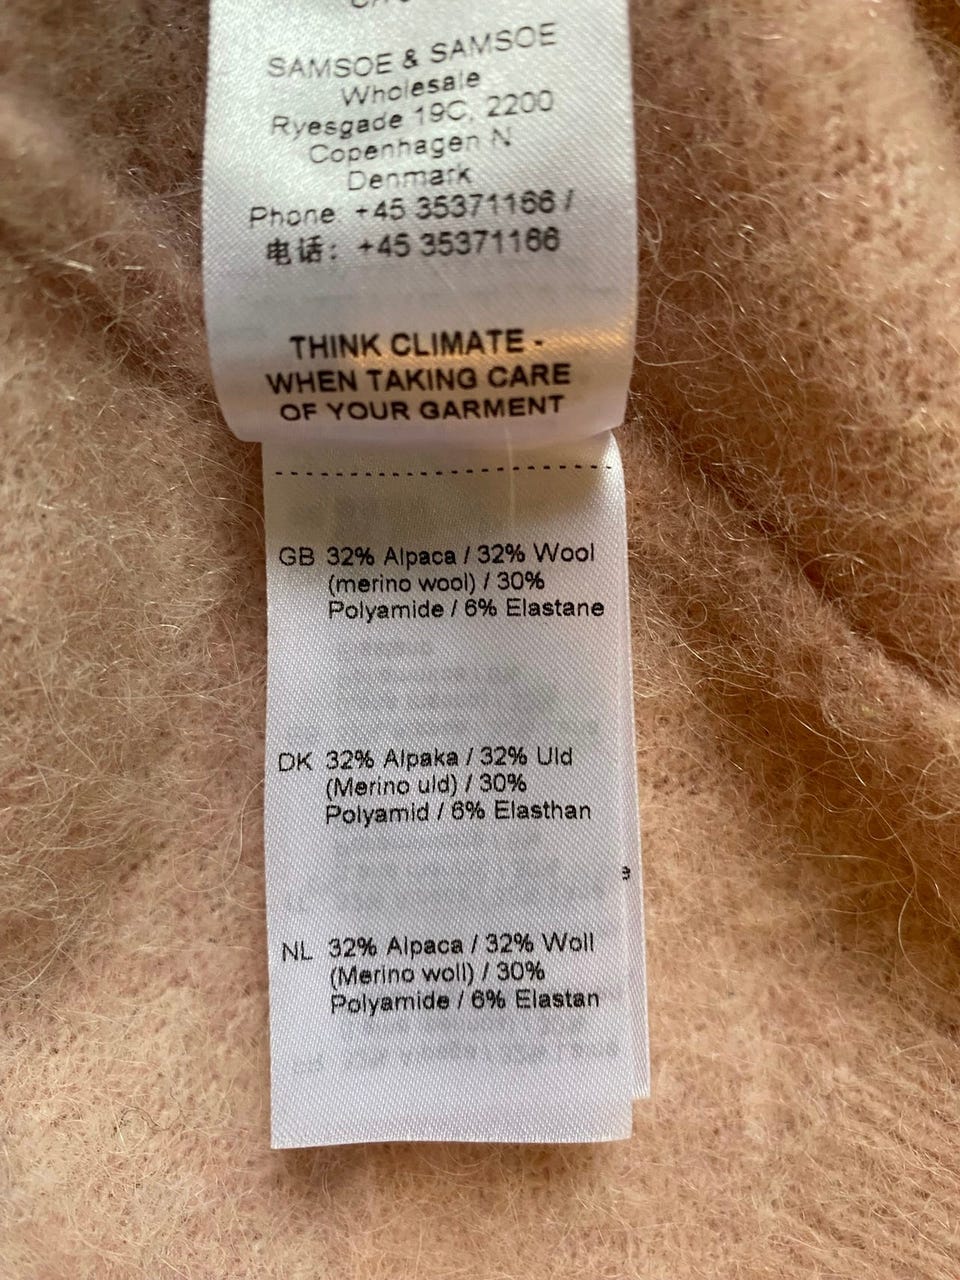 SAMSOE & SAMSOE
Wholesale
Ryesgade 19C, 2200
Copenhagen N
Denmark
Phone +45 35371166 /
电话: +45 35371166
THINK CLIMATE -
WHEN TAKING CARE
OF YOUR GARMENT
GB 32% Alpaca / 32% Wool
(merino wool) / 30%
Polyamide / 6% Elastane
DK 32% Alpaka / 32% Uld
(Merino uld) / 30%
Polyamid / 6% Elasthan
e
NL 32% Alpaca / 32% Woll
(Merino woll) / 30%
Polyamide / 6% Elastan